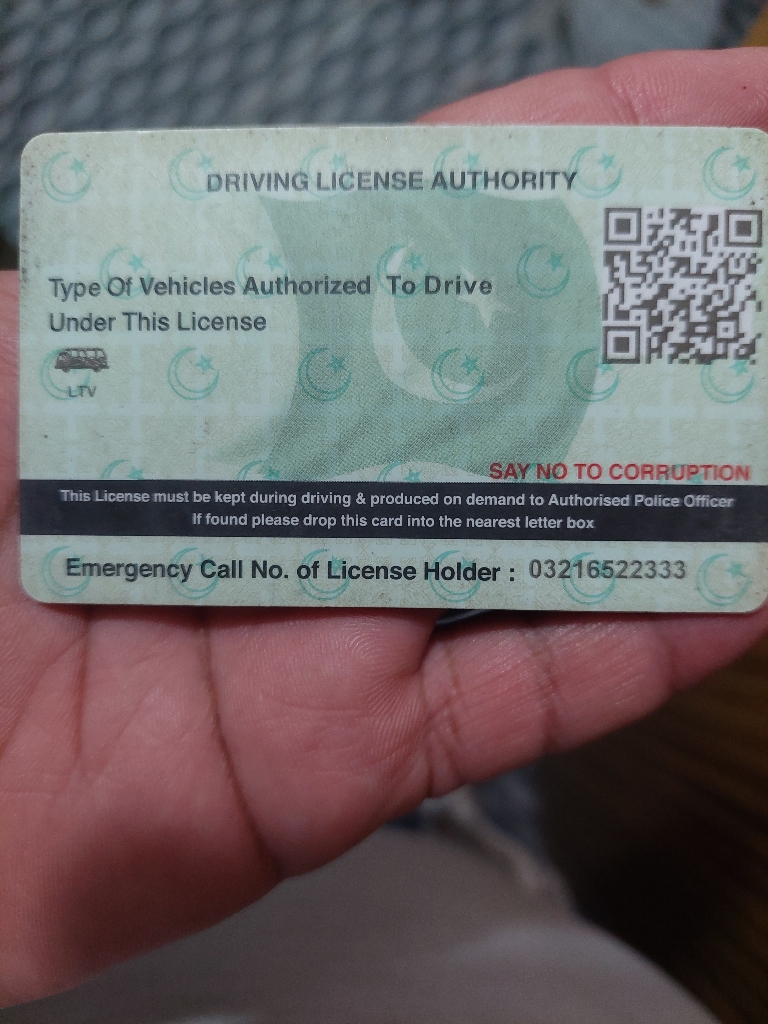 DRIVING LICENSE AUTHORITY
Type Of Vehicles Authorized To Drive
Under This License
LTV
SAY NO TO CORRUPTION
This License must be kept during driving & produced on demand to Authorised Police Officer
If found please drop this card into the nearest letter box
Emergency Call No. of License Holder : 03216522333